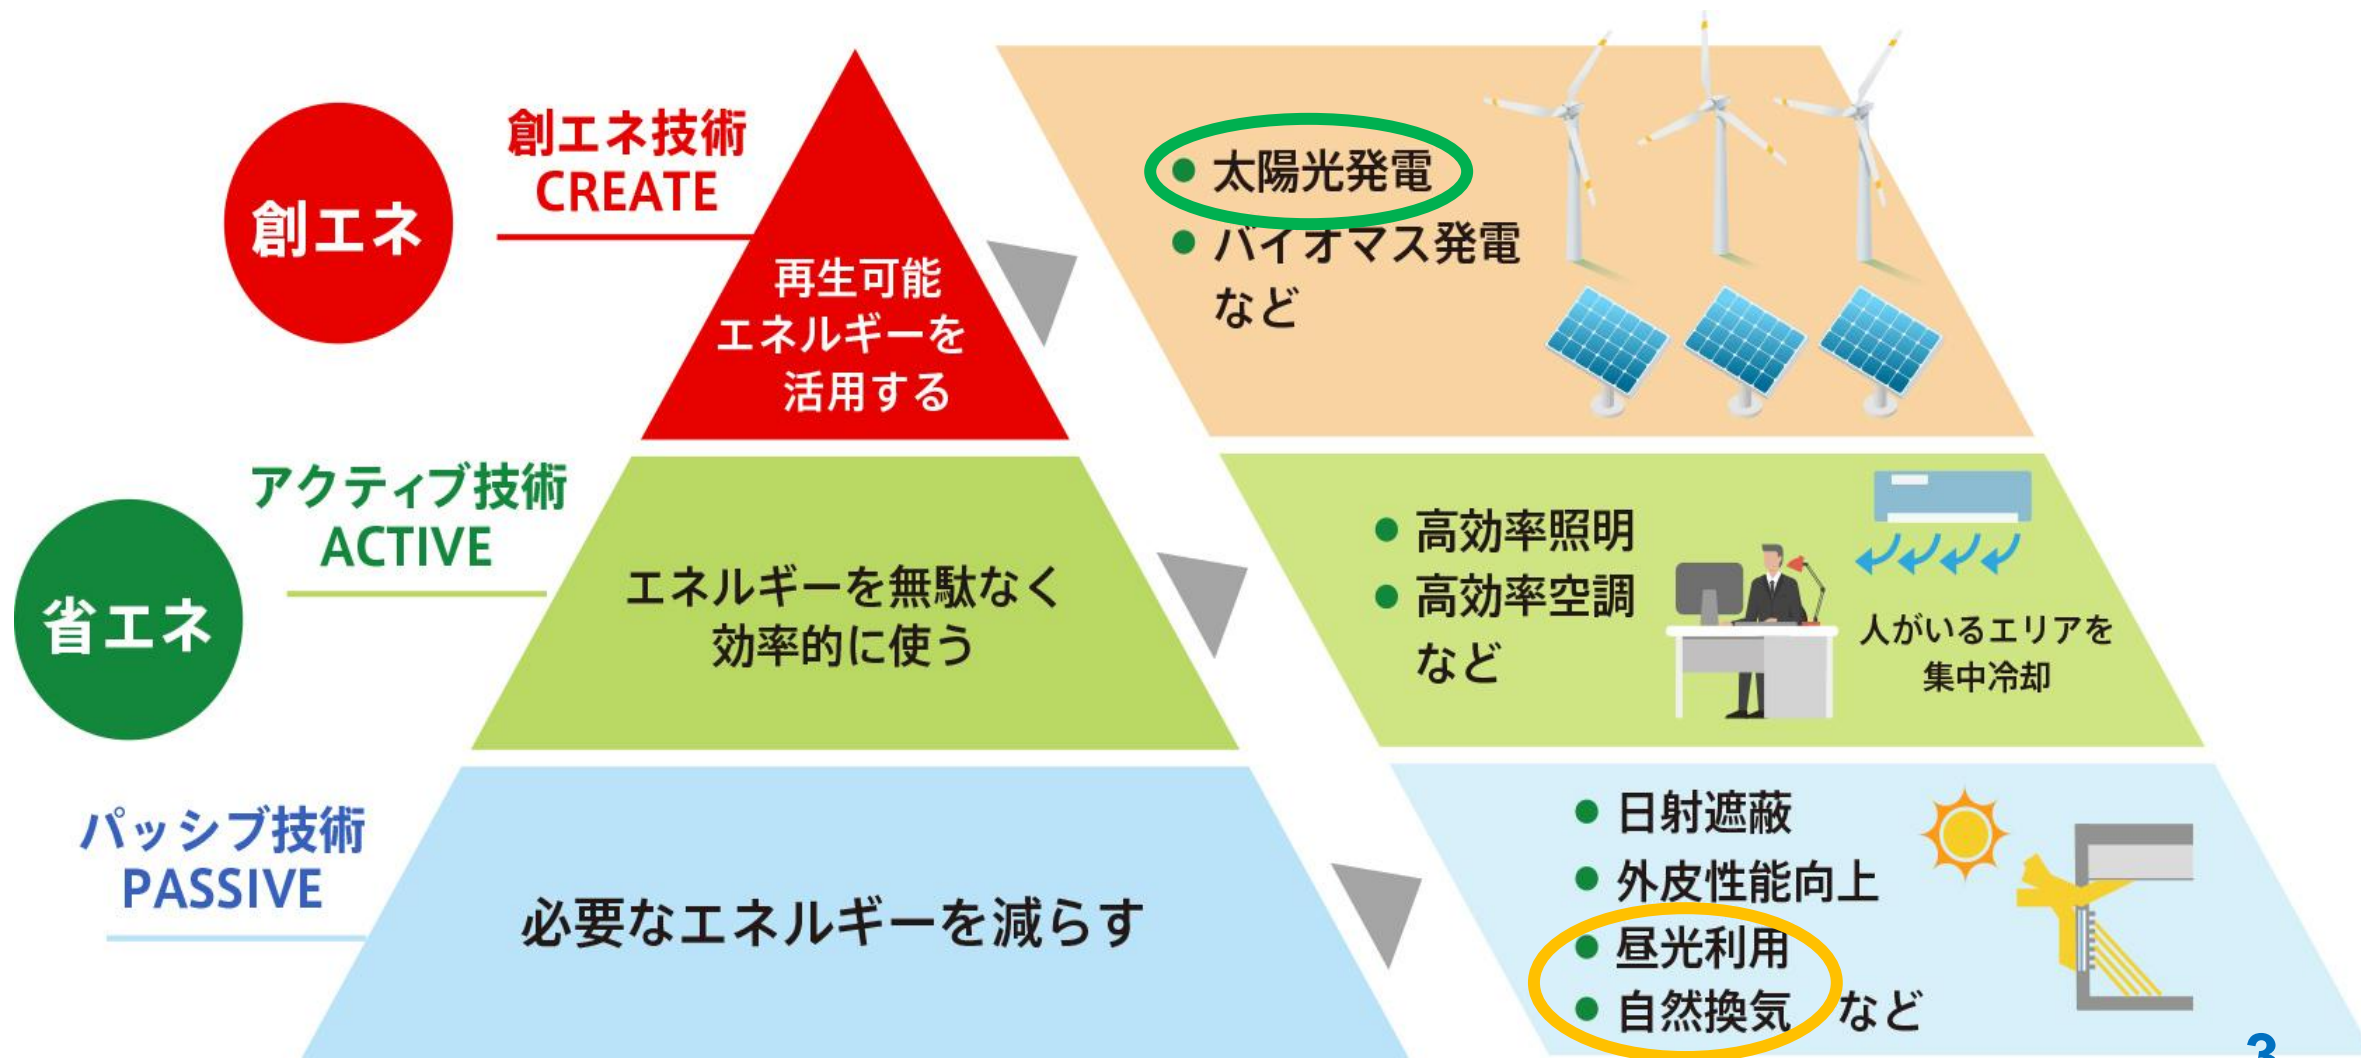 創エネ
創エネ技術
CREATE
再生可能
エネルギーを
活用する
● 太陽光発電
● バイオマス発電
など
省エネ
アクティブ技術
ACTIVE
エネルギーを無駄なく
効率的に使う
● 高効率照明
● 高効率空調
など
人がいるエリアを
集中冷却
パッシブ技術
PASSIVE
必要なエネルギーを減らす
● 日射遮蔽
● 外皮性能向上
● 昼光利用
● 自然換気 など
3